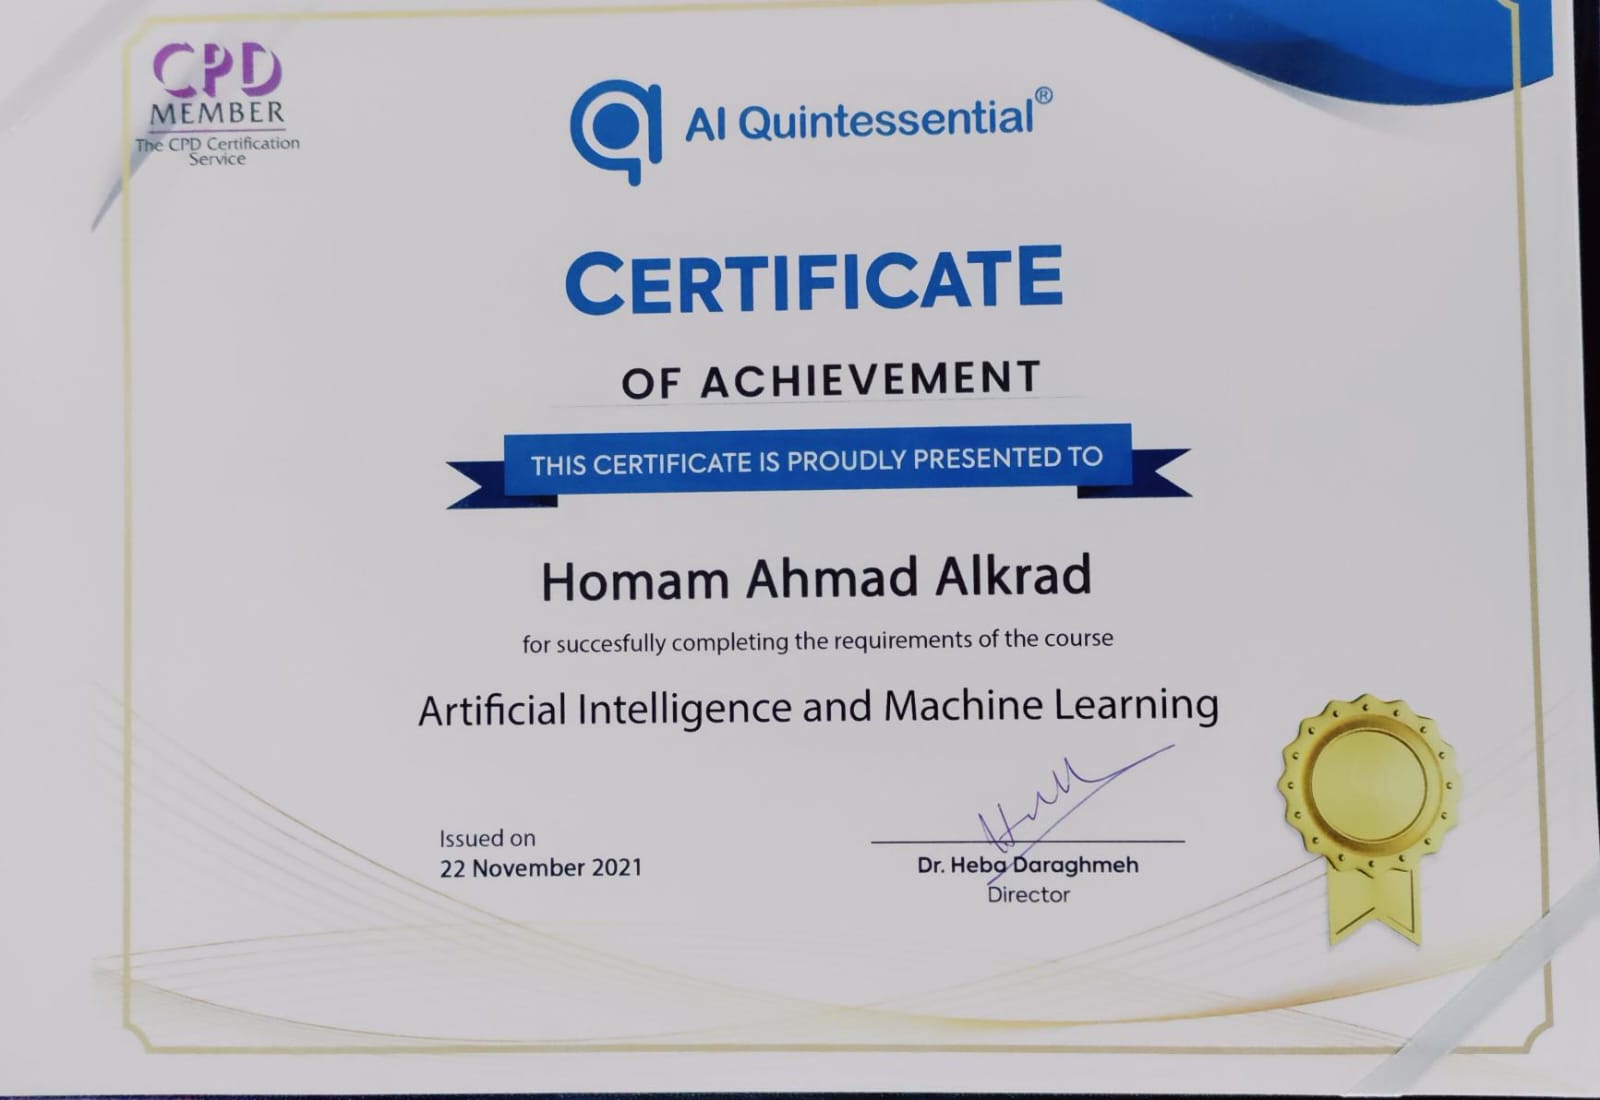 CPD
MEMBER
The CPD Certification
Service
AI Quintessential®
CERTIFICATE
OF ACHIEVEMENT
THIS CERTIFICATE IS PROUDLY PRESENTED TO
Homam Ahmad Alkrad
for succesfully completing the requirements of the course
Artificial Intelligence and Machine Learning
Issued on
22 November 2021
Dr. Heba Daraghmeh
Director